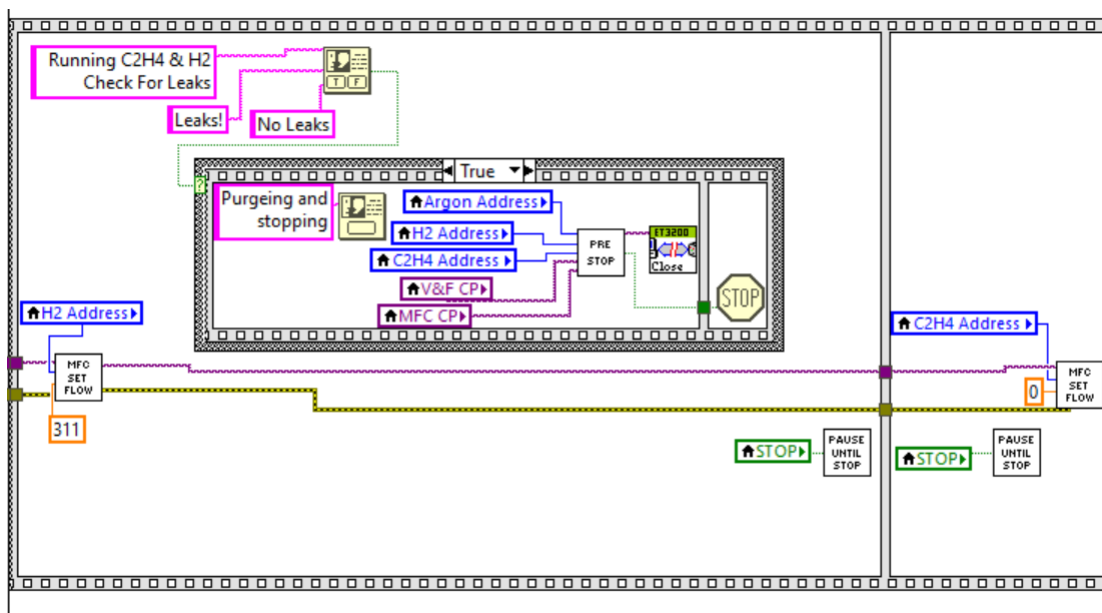 Running C2H4 & H2
Check For Leaks
T F
Leaks!
No Leaks
?
True
Purgeing and
stopping
Argon Address
H2 Address
C2H4 Address
V&F CP
MFC CP
PRE
STOP
ET3200
Close
STOP
H2 Address
MFC
SET
FLOW
311
STOP
PAUSE
UNTIL
STOP
C2H4 Address
0
MFC
SET
FLOW
STOP
PAUSE
UNTIL
STOP